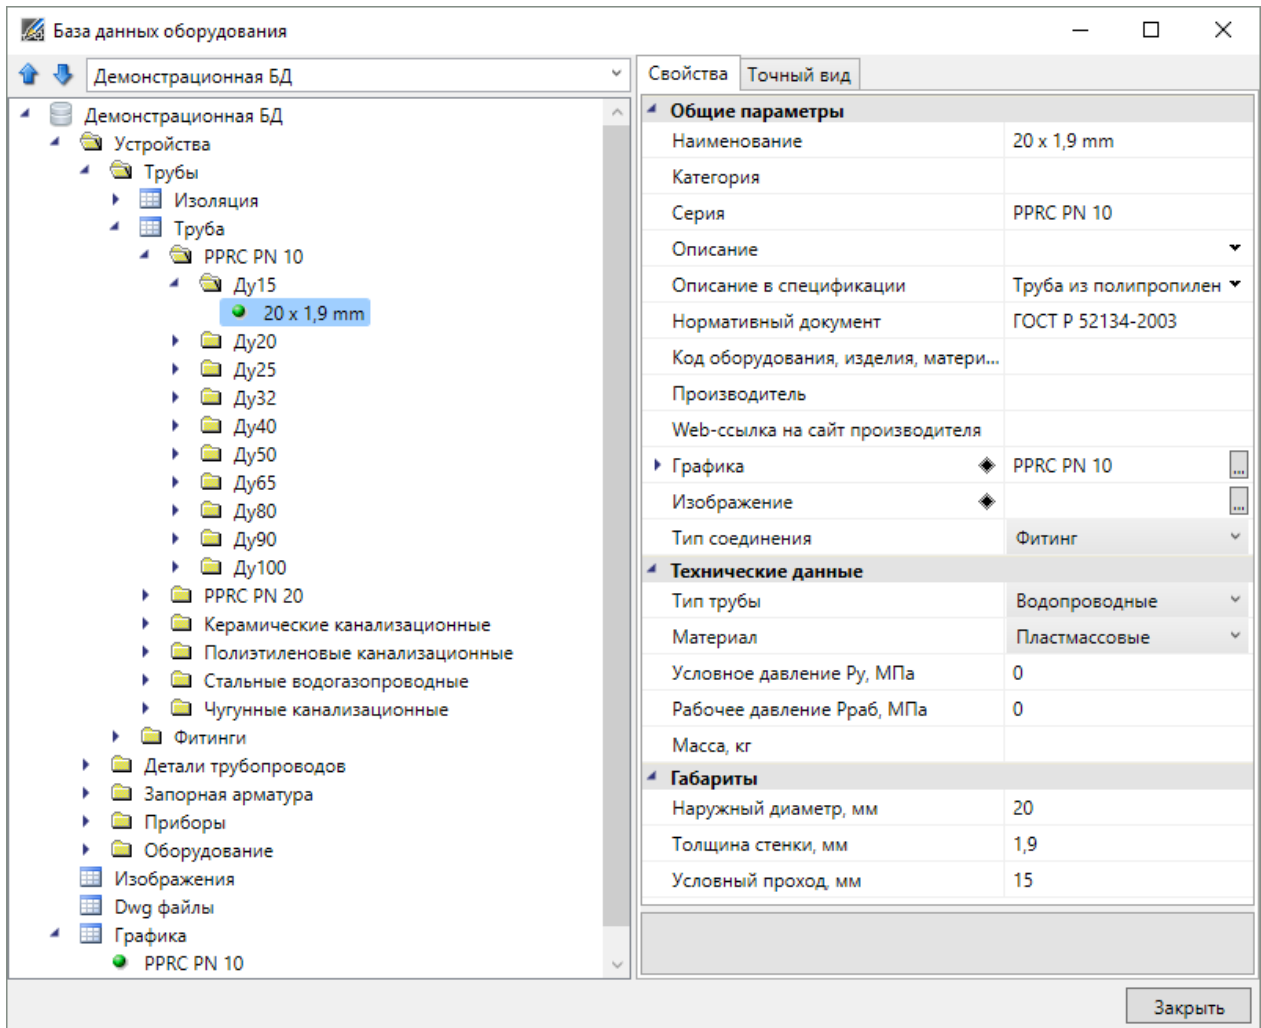 База данных оборудования
Демонстрационная БД
Демонстрационная БД
Устройства
Трубы
Изоляция
Труба
PPRC PN 10
Ду15
20 x 1,9 mm
Ду20
Ду25
Ду32
Ду40
Ду50
Ду65
Ду80
Ду90
Ду100
PPRC PN 20
Керамические канализационные
Полиэтиленовые канализационные
Стальные водогазопроводные
Чугунные канализационные
Фитинги
Детали трубопроводов
Запорная арматура
Приборы
Оборудование
Изображения
Dwg файлы
Графика
PPRC PN 10
Свойства Точный вид
Общие параметры
Наименование 20 x 1,9 mm
Категория
Серия PPRC PN 10
Описание
Описание в спецификации Труба из полипропилен
Нормативный документ ГОСТ Р 52134-2003
Код оборудования, изделия, матери...
Производитель
Web-ссылка на сайт производителя
Графика PPRC PN 10 ...
Изображение ...
Тип соединения Фитинг
Технические данные
Тип трубы Водопроводные
Материал Пластмассовые
Условное давление Ру, МПа 0
Рабочее давление Рраб, МПа 0
Масса, кг
Габариты
Наружный диаметр, мм 20
Толщина стенки, мм 1,9
Условный проход, мм 15
Закрыть